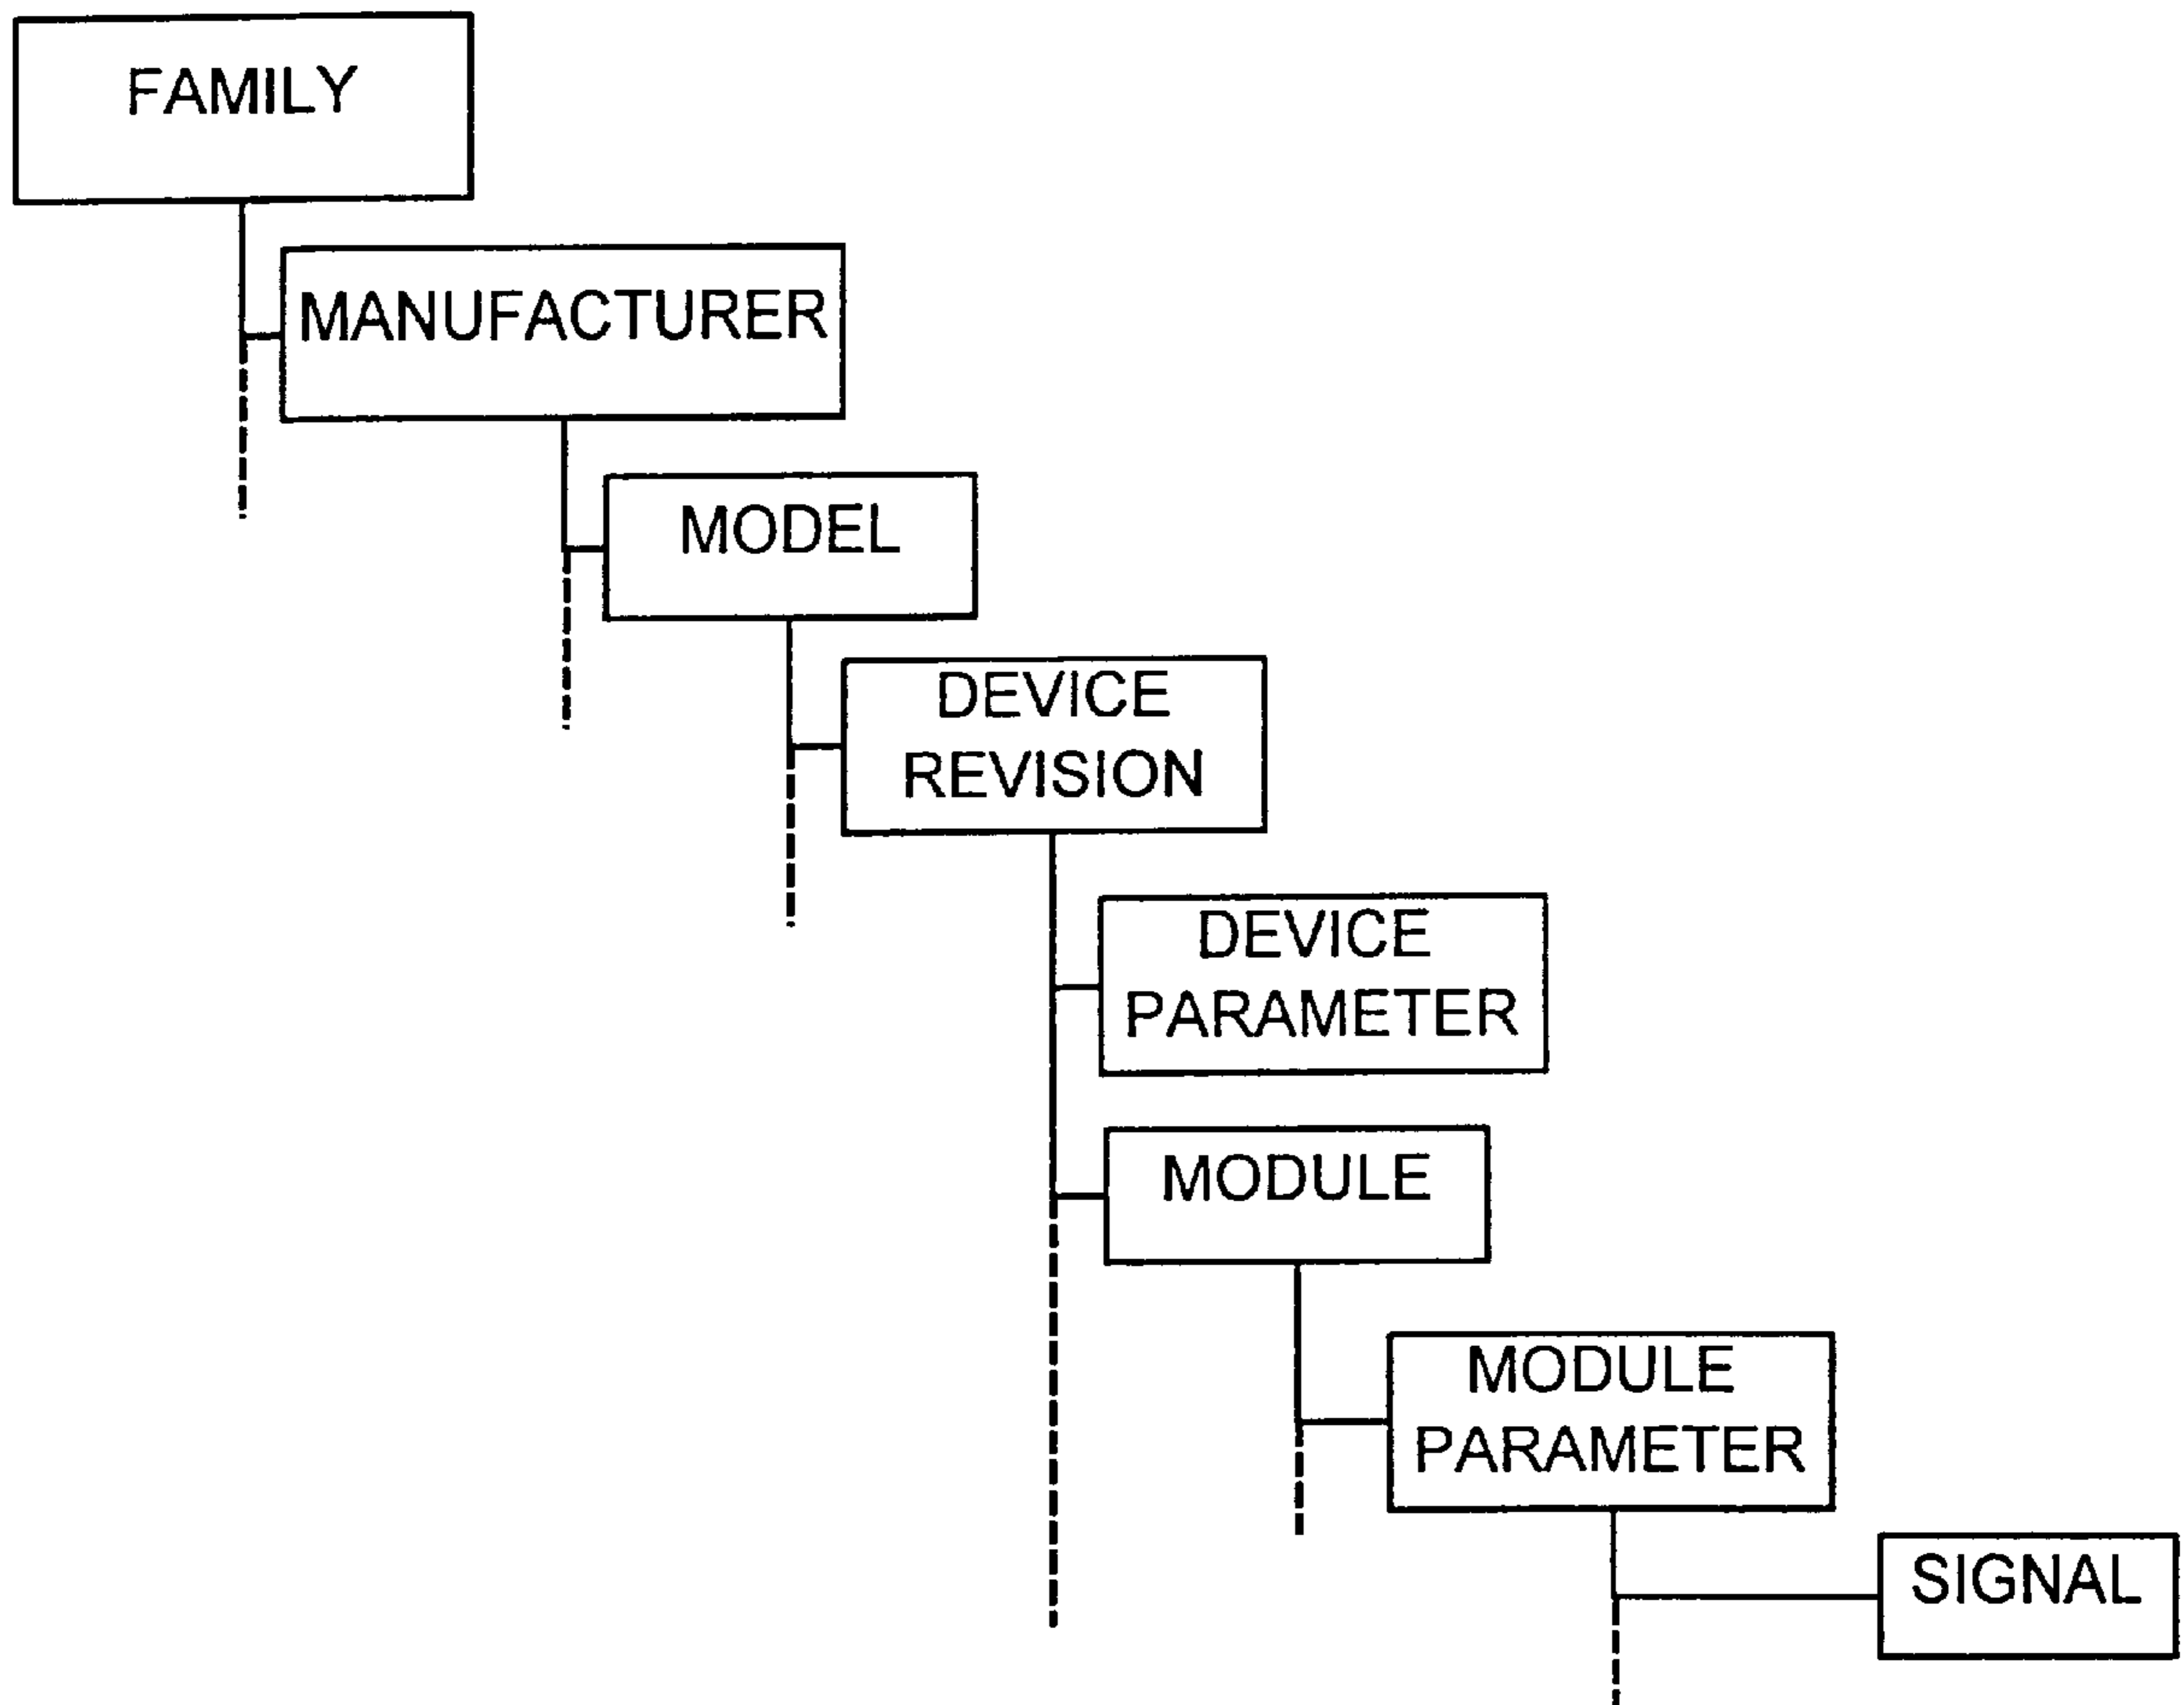 FAMILY
MANUFACTURER
MODEL
DEVICE
REVISION
DEVICE
PARAMETER
MODULE
MODULE
PARAMETER
SIGNAL